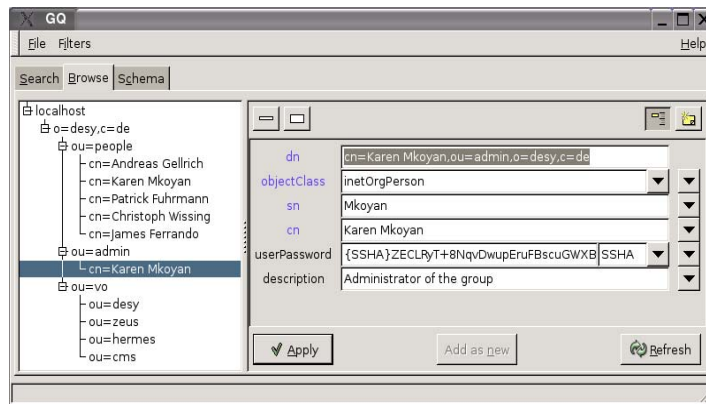 GQ
File Filters Help
Search Browse Schema
localhost
o=desy,c=de
ou=people
cn=Andreas Gellrich
cn=Karen Mkoyan
cn=Patrick Fuhrmann
cn=Christoph Wissing
cn=James Ferrando
ou=admin
cn=Karen Mkoyan
ou=vo
ou=desy
ou=zeus
ou=hermes
ou=cms
dn cn=Karen Mkoyan,ou=admin,o=desy,c=de
objectClass inetOrgPerson
sn Mkoyan
cn Karen Mkoyan
userPassword {SSHA}ZECLRyT+8NqvDwupEruFBscuGWXB SSHA
description Administrator of the group
Apply Add as new Refresh